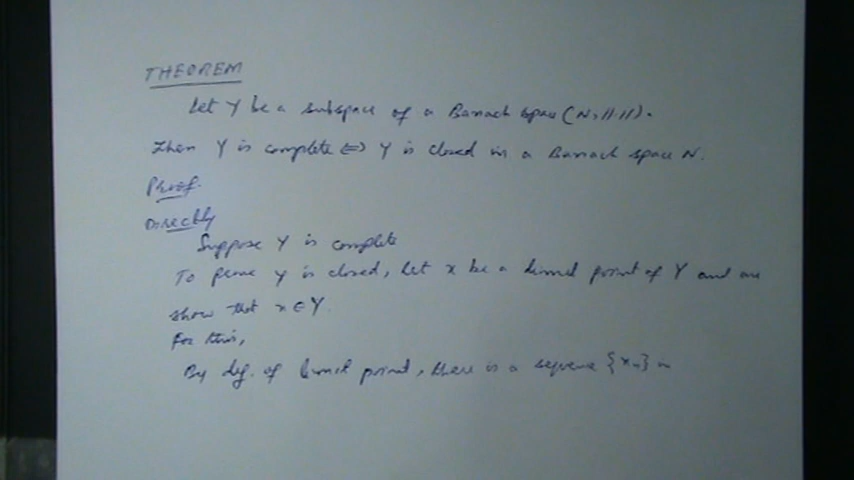 THEOREM
Let Y be a subspace of a Banach space (N, ||·||).
Then Y is complete ⇔ Y is closed in a Banach space N.
Proof.
Directly
Suppose Y is complete
To prove Y is closed, Let x be a limit point of Y and we
show that x ∈ Y.
For this,
By def. of limit point, there is a sequence {xn} in